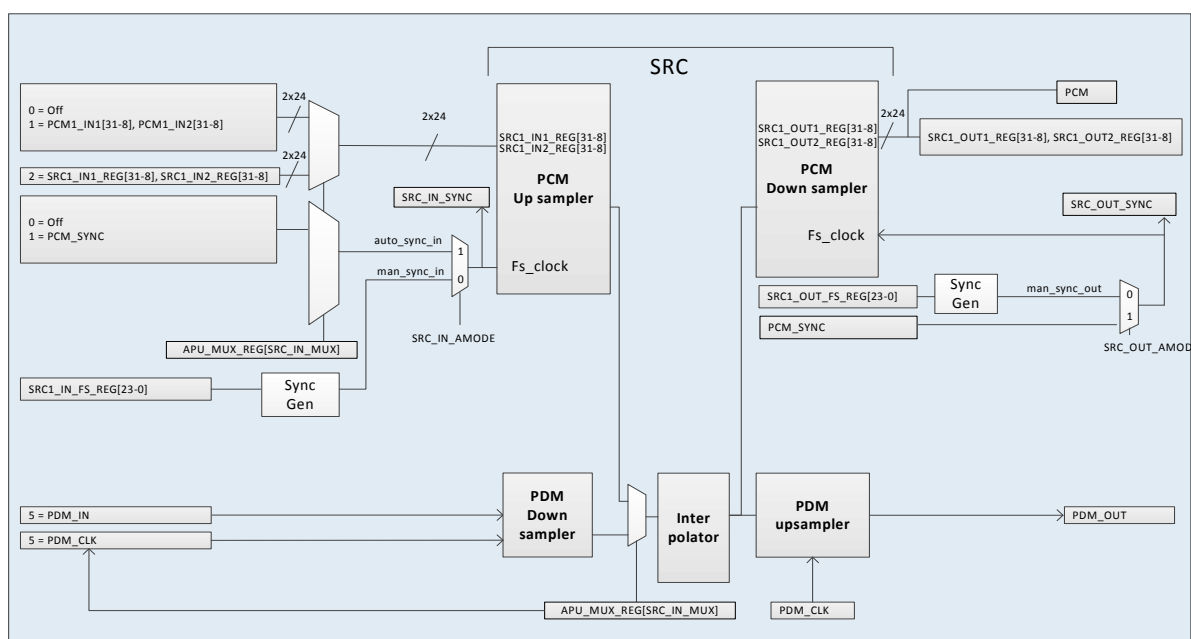 SRC
0 = Off
1 = PCM1_IN1[31-8], PCM1_IN2[31-8]
2x24
2x24
2 = SRC1_IN1_REG[31-8], SRC1_IN2_REG[31-8]
2x24
0 = Off
1 = PCM_SYNC
SRC_IN_SYNC
auto_sync_in
man_sync_in
1
0
SRC_IN_AMODE
APU_MUX_REG[SRC_IN_MUX]
SRC1_IN_FS_REG[23-0]
Sync
Gen
SRC1_IN1_REG[31-8]
SRC1_IN2_REG[31-8]
PCM
Up sampler
Fs_clock
SRC1_OUT1_REG[31-8]
SRC1_OUT2_REG[31-8]
PCM
Down sampler
Fs_clock
2x24
PCM
SRC1_OUT1_REG[31-8], SRC1_OUT2_REG[31-8]
SRC_OUT_SYNC
SRC1_OUT_FS_REG[23-0]
Sync
Gen
man_sync_out
0
1
PCM_SYNC
SRC_OUT_AMOD
5 = PDM_IN
5 = PDM_CLK
PDM
Down
sampler
Inter
polator
PDM
upsampler
PDM_OUT
APU_MUX_REG[SRC_IN_MUX]
PDM_CLK